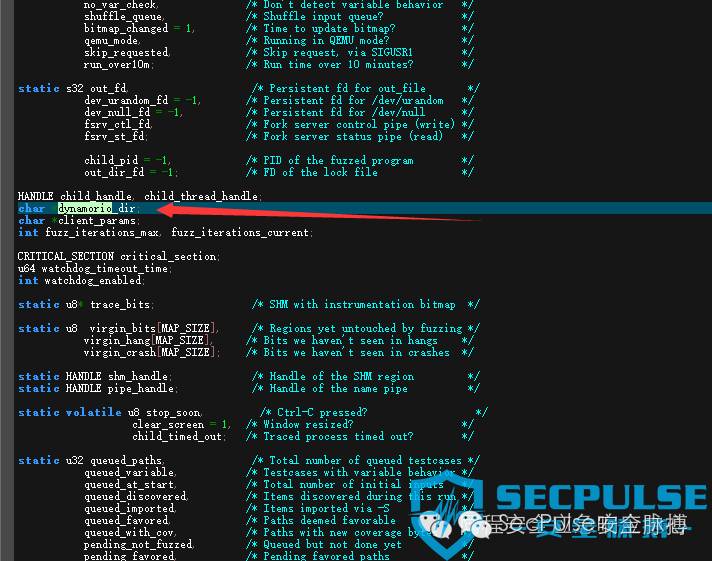 no_var_check, /* Don't detect variable behavior */
shuffle_queue, /* Shuffle input queue? */
bitmap_changed = 1, /* Time to update bitmap? */
qemu_mode, /* Running in QEMU mode? */
skip_requested, /* Skip request, via SIGUSR1 */
run_over10m; /* Run time over 10 minutes? */
static s32 out_fd, /* Persistent fd for out_file */
dev_urandom_fd = -1, /* Persistent fd for /dev/urandom */
dev_null_fd = -1, /* Persistent fd for /dev/null */
fsrv_ctl_fd, /* Fork server control pipe (write) */
fsrv_st_fd; /* Fork server status pipe (read) */
child_pid = -1, /* PID of the fuzzed program */
out_dir_fd = -1; /* FD of the lock file */
HANDLE child_handle, child_thread_handle;
char *dynamorio_dir;
char *client_params;
int fuzz_iterations_max, fuzz_iterations_current;
CRITICAL_SECTION critical_section;
u64 watchdog_timeout_time;
int watchdog_enabled;
static u8* trace_bits; /* SHM with instrumentation bitmap */
static u8 virgin_bits[MAP_SIZE], /* Regions yet untouched by fuzzing */
virgin_hang[MAP_SIZE], /* Bits we haven't seen in hangs */
virgin_crash[MAP_SIZE]; /* Bits we haven't seen in crashes */
static HANDLE shm_handle; /* Handle of the SHM region */
static HANDLE pipe_handle; /* Handle of the name pipe */
static volatile u8 stop_soon, /* Ctrl-C pressed? */
clear_screen = 1, /* Window resized? */
child_timed_out; /* Traced process timed out? */
static u32 queued_paths, /* Total number of queued testcases */
queued_variable, /* Testcases with variable behavior */
queued_at_start, /* Total number of initial inputs */
queued_discovered, /* Items discovered during this run */
queued_imported, /* Items imported via -S */
queued_favored, /* Paths deemed favorable */
queued_with_cov, /* Paths with new coverage
pending_not_fuzzed, /* Queued but not done yet
pending_favored, /* Pending favored paths
SECPULSE
SecPulse安全脉搏